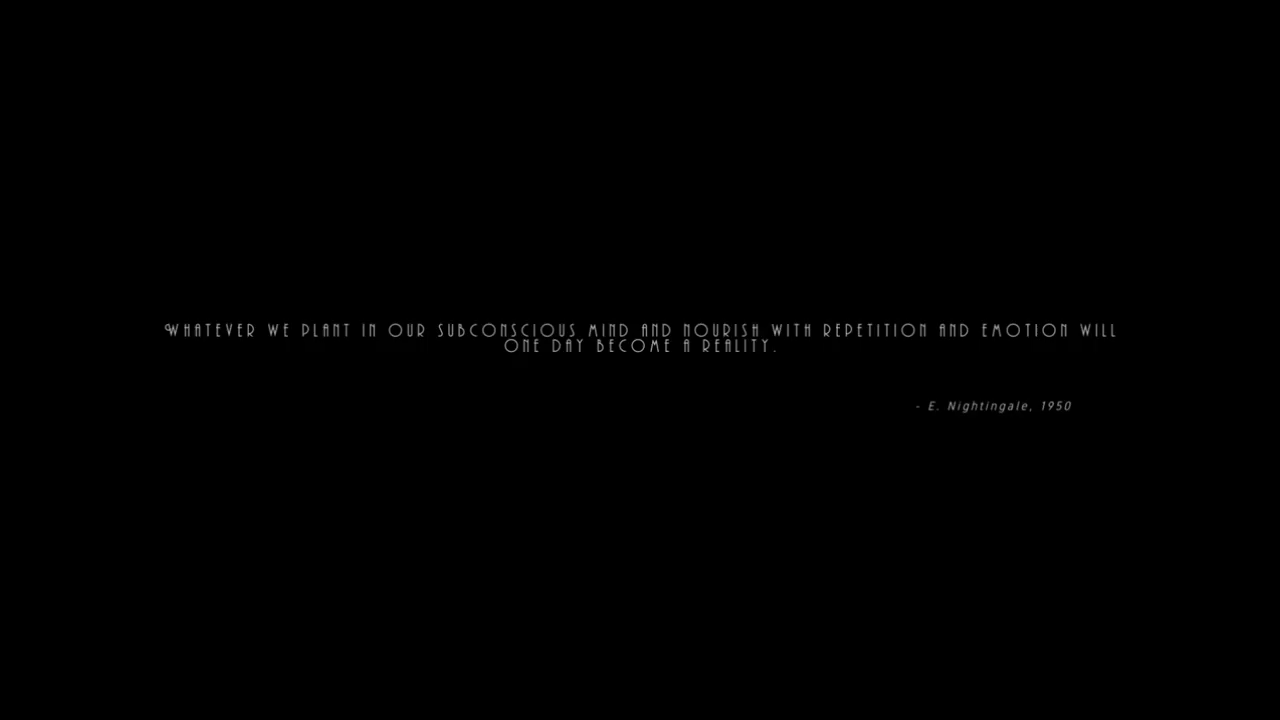 WHATEVER WE PLANT IN OUR SUBCONSCIOUS MIND AND NOURISH WITH REPETITION AND EMOTION WILL
ONE DAY BECOME A REALITY.
- E. Nightingale, 1950